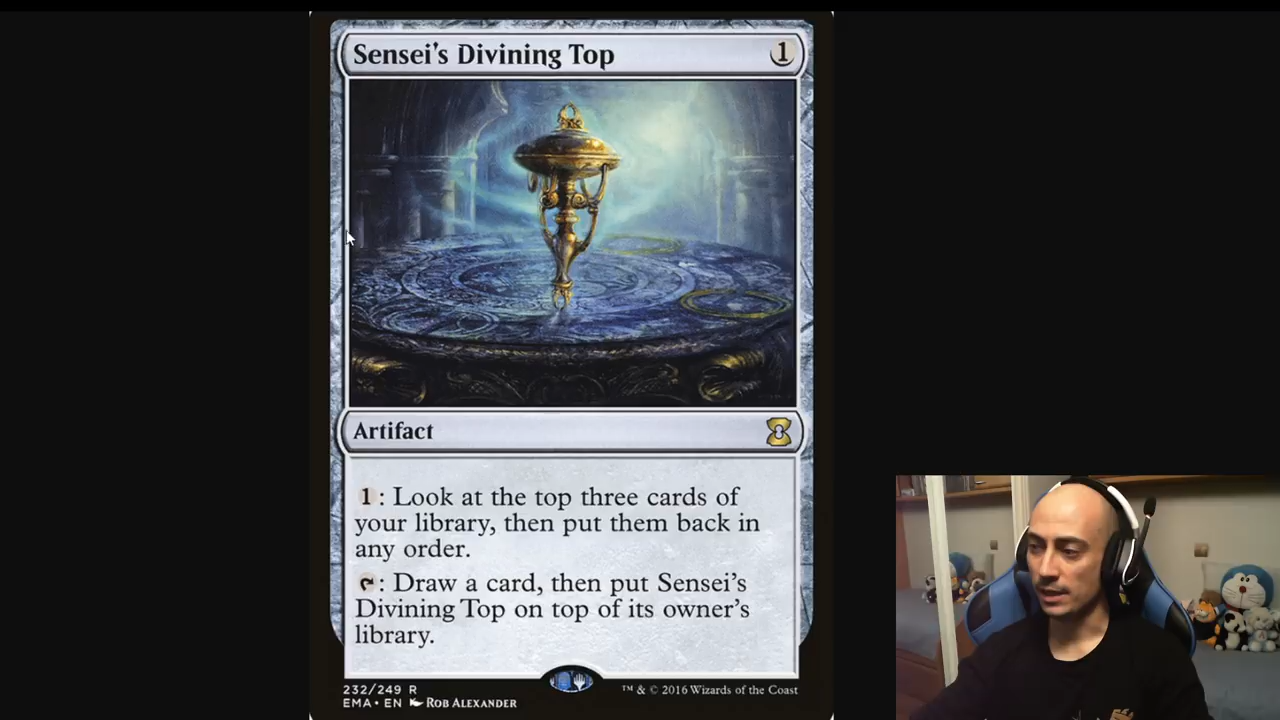 Sensei's Divining Top 1
Artifact
1: Look at the top three cards of
your library, then put them back in
any order.
: Draw a card, then put Sensei's
Divining Top on top of its owner's
library.
232/249 R
EMA • EN Rob Alexander
™ & © 2016 Wizards of the Coast